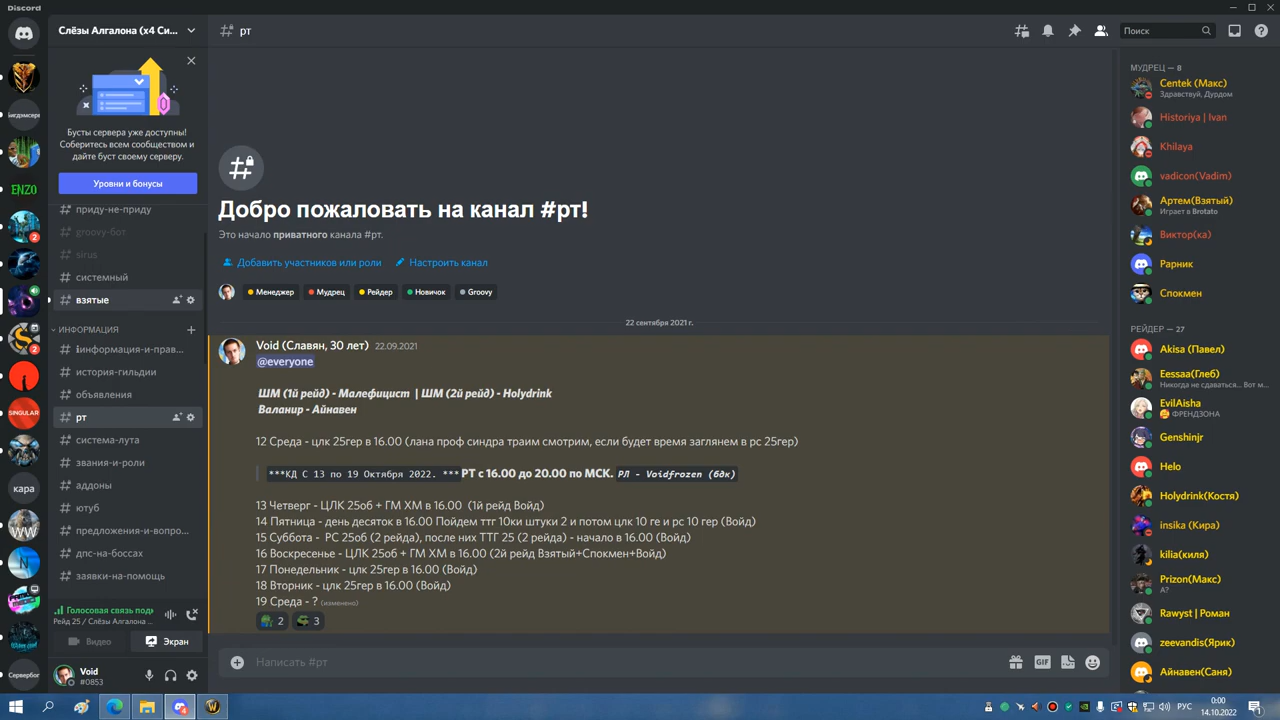 Discord
Слёзы Алгалона (x4 Си...
рт
Поиск
Бусты сервера уже доступны!
Соберитесь всем сообществом и
дайте буст своему серверу.
Уровни и бонусы
приду-не-приду
groovy-бот
sirus
системный
взятые
ИНФОРМАЦИЯ
информация-и-прав...
история-гильдии
объявления
рт
система-лута
звания-и-роли
аддоны
ютуб
предложения-и-вопро...
дпс-на-боссах
заявки-на-помощь
Голосовая связь подк
Рейд 25 / Слёзы Алгалона ...
Видео
Экран
Void
#0853
ENZO
2
2
SINGULAR
кара
WW
Сервербог
Добро пожаловать на канал #рт!
Это начало приватного канала #рт.
Добавить участников или роли
Настроить канал
Менеджер
Мудрец
Рейдер
Новичок
Groovy
22 сентября 2021 г.
Void (Славян, 30 лет) 22.09.2021
@everyone
ШМ (1й рейд) - Малефицист | ШМ (2й рейд) - Holydrink
Валанир - Айнавен
12 Среда - цлк 25гер в 16.00 (лана проф синдра траим смотрим, если будет время заглянем в рс 25гер)
***КД С 13 по 19 Октября 2022. ***РТ с 16.00 до 20.00 по МСК. РЛ - Voidfrozen (бдк)
13 Четверг - ЦЛК 25об + ГМ ХМ в 16.00 (1й рейд Войд)
14 Пятница - день десяток в 16.00 Пойдем ттг 10ки штуки 2 и потом цлк 10 ге и рс 10 гер (Войд)
15 Суббота - РС 25об (2 рейда), после них ТТГ 25 (2 рейда) - начало в 16.00 (Войд)
16 Воскресенье - ЦЛК 25об + ГМ ХМ в 16.00 (2й рейд Взятый+Спокмен+Войд)
17 Понедельник - цлк 25гер в 16.00 (Войд)
18 Вторник - цлк 25гер в 16.00 (Войд)
19 Среда - ? (изменено)
2
3
Написать #рт
GIF
МУДРЕЦ — 8
Centek (Макс)
Здравствуй, Дурдом
Historiya | Ivan
Khilaya
vadicon(Vadim)
Артем(Взятый)
Играет в Brotato
Виктор(ка)
Рарник
Спокмен
РЕЙДЕР — 27
Akisa (Павел)
Eessaa(Глеб)
Никогда не сдаваться... Ва...
EvilAisha
ФРЕНДЗОНА
Genshinjr
Helo
Holydrink(Костя)
insika (Кира)
kilia(киля)
Prizon(Макс)
А?
Rawyst | Роман
zeevandis(Ярик)
Айнавен(Саня)
РУС
0:00
14.10.2022
1